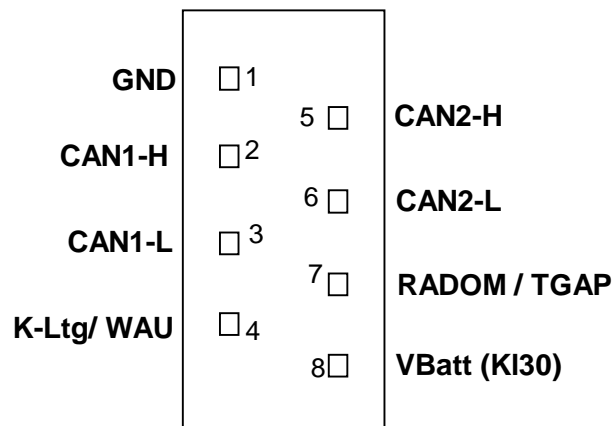 GND 1
5 CAN2-H
CAN1-H 2
6 CAN2-L
CAN1-L 3
7 RADOM / TGAP
K-Ltg/ WAU 4
8 VBatt (Kl30)